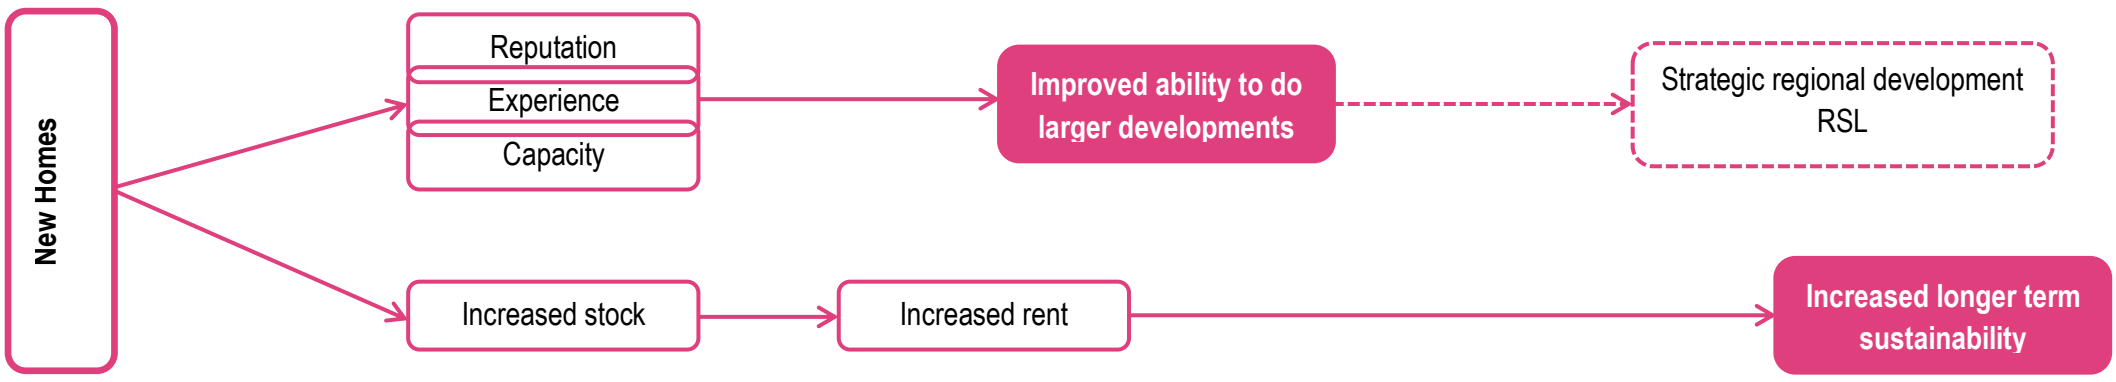 New Homes
Reputation
Experience
Capacity
Improved ability to do
larger developments
Strategic regional development
RSL
Increased stock
Increased rent
Increased longer term
sustainability